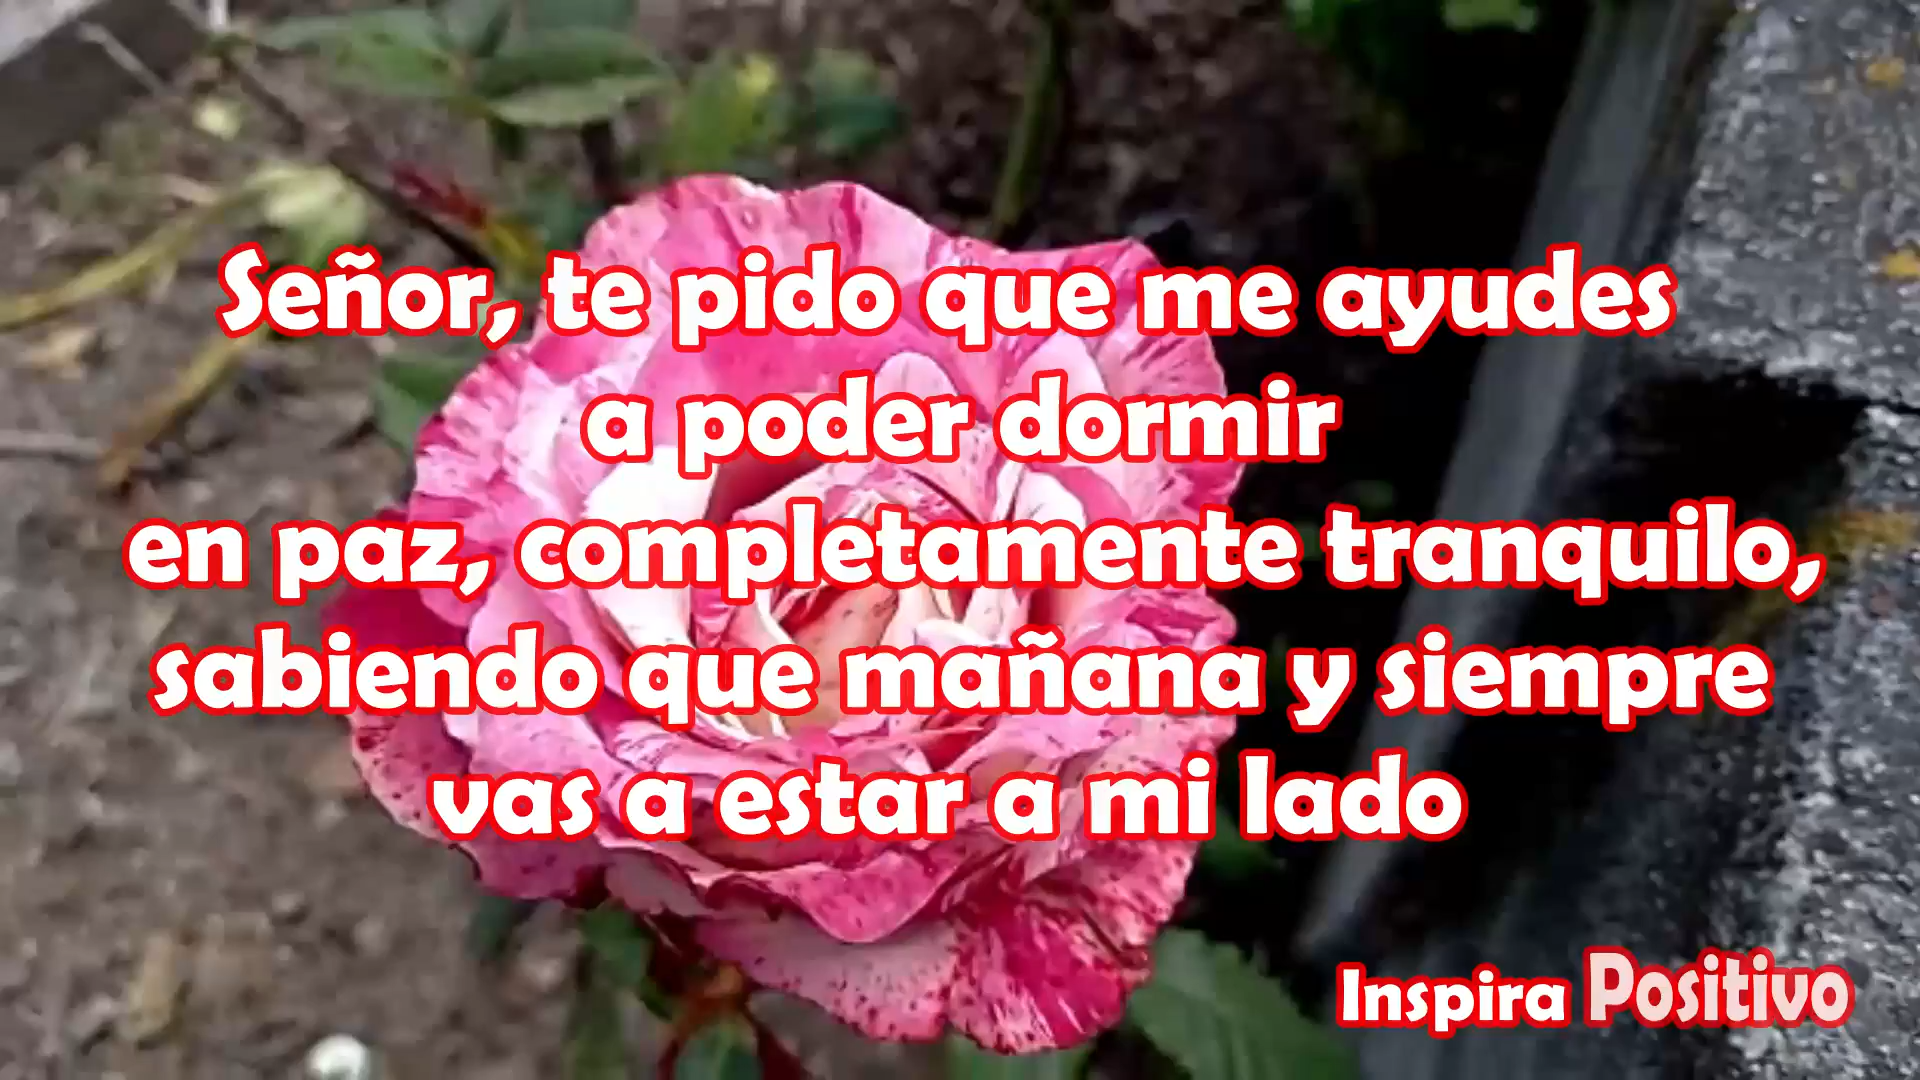 Señor, te pido que me ayudes
a poder dormir
en paz, completamente tranquilo,
sabiendo que mañana y siempre
vas a estar a mi lado
Inspira Positivo